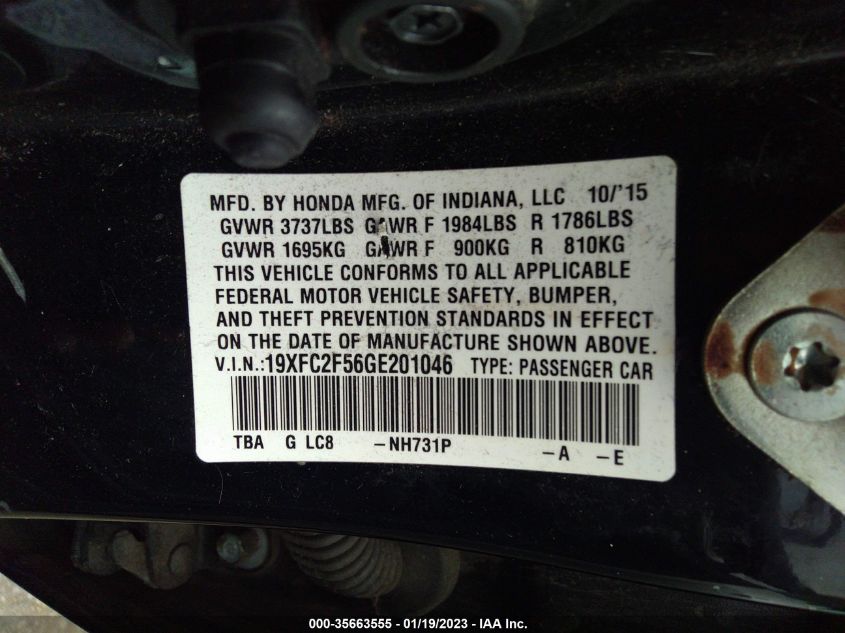 MFD. BY HONDA MFG. OF INDIANA, LLC 10/'15
GVWR 3737LBS GAWR F 1984LBS R 1786LBS
GVWR 1695KG GAWR F 900KG R 810KG
THIS VEHICLE CONFORMS TO ALL APPLICABLE
FEDERAL MOTOR VEHICLE SAFETY, BUMPER,
AND THEFT PREVENTION STANDARDS IN EFFECT
ON THE DATE OF MANUFACTURE SHOWN ABOVE.
V.I.N.:19XFC2F56GE201046 TYPE: PASSENGER CAR
TBA G LC8 -NH731P -A -E
000-35663555 - 01/19/2023 - IAA Inc.